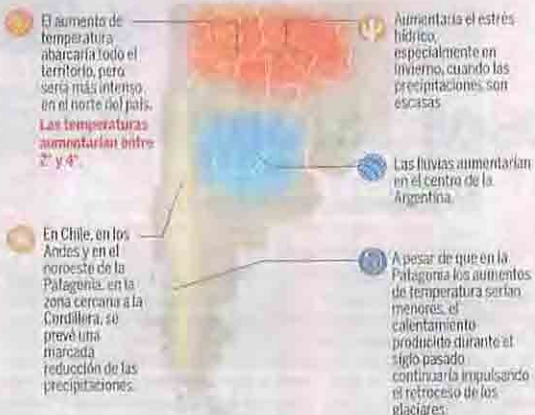 El aumento de
temperatura
abarcaría todo el
territorio, pero
sería más intenso
en el norte del país.
Las temperaturas
aumentarían entre
2° y 4°.
En Chile, en los
Andes y en el
noroeste de la
Patagonia, en la
zona cercana a la
Cordillera, se
prevé una
marcada
reducción de las
precipitaciones.
Aumentaría el estrés
hídrico,
especialmente en
invierno, cuando las
precipitaciones son
escasas
Las lluvias aumentarían
en el centro de la
Argentina.
A pesar de que en la
Patagonia los aumentos
de temperatura serían
menores, el
calentamiento
producido durante el
siglo pasado
continuaría impulsando
el retroceso de los
glaciares.